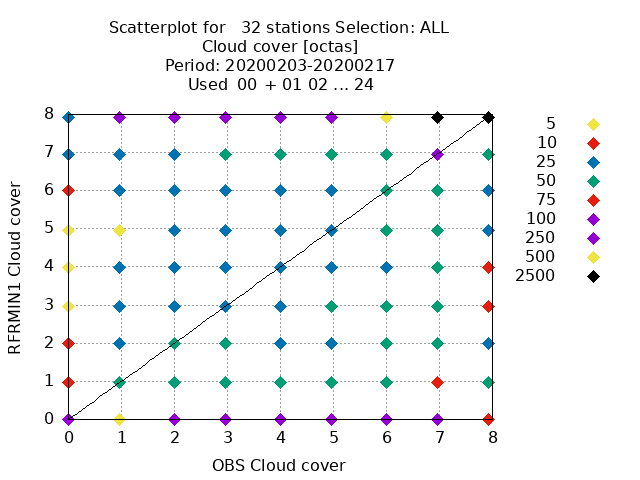 Scatterplot for   32 stations Selection: ALL
Cloud cover [octas]
Period: 20200203-20200217
Used  00 + 01 02 ... 24
8
7
6
5
4
3
2
1
0
RFRMIN1 Cloud cover
0 1 2 3 4 5 6 7 8
OBS Cloud cover
5
10
25
50
75
100
250
500
2500